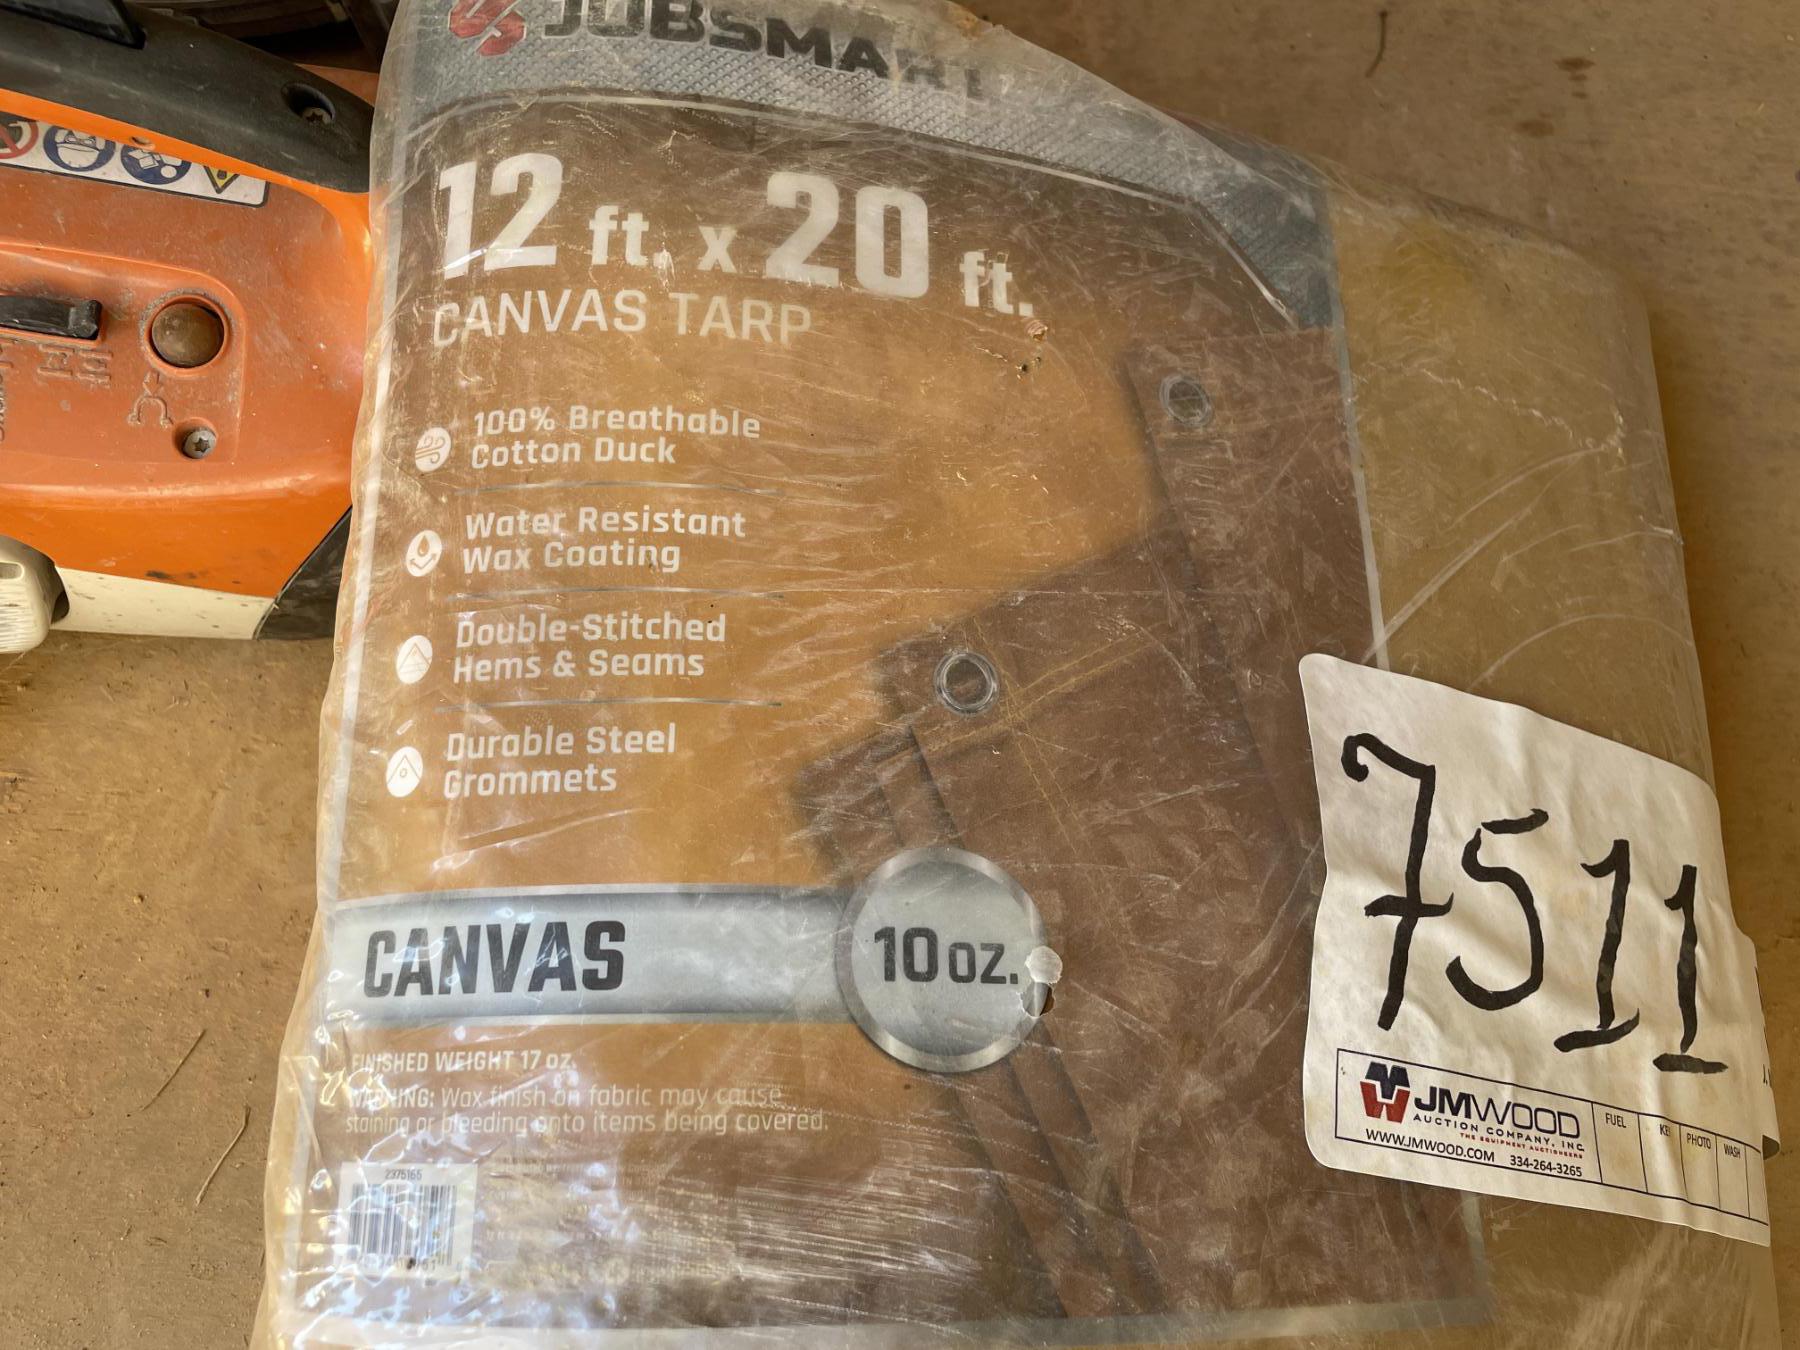 JOBSMART
12 ft. x 20 ft.
CANVAS TARP
100% Breathable
Cotton Duck
Water Resistant
Wax Coating
Double-Stitched
Hems & Seams
Durable Steel
Grommets
CANVAS
10 oz.
FINISHED WEIGHT 17 oz.
WARNING: Wax finish on fabric may cause
staining or bleeding onto items being covered.
2375165
7511
JMWOOD
AUCTION COMPANY, INC.
THE EQUIPMENT AUCTIONEERS
WWW.JMWOOD.COM 334-264-3265
FUEL
KEY
PHOTO
WASH